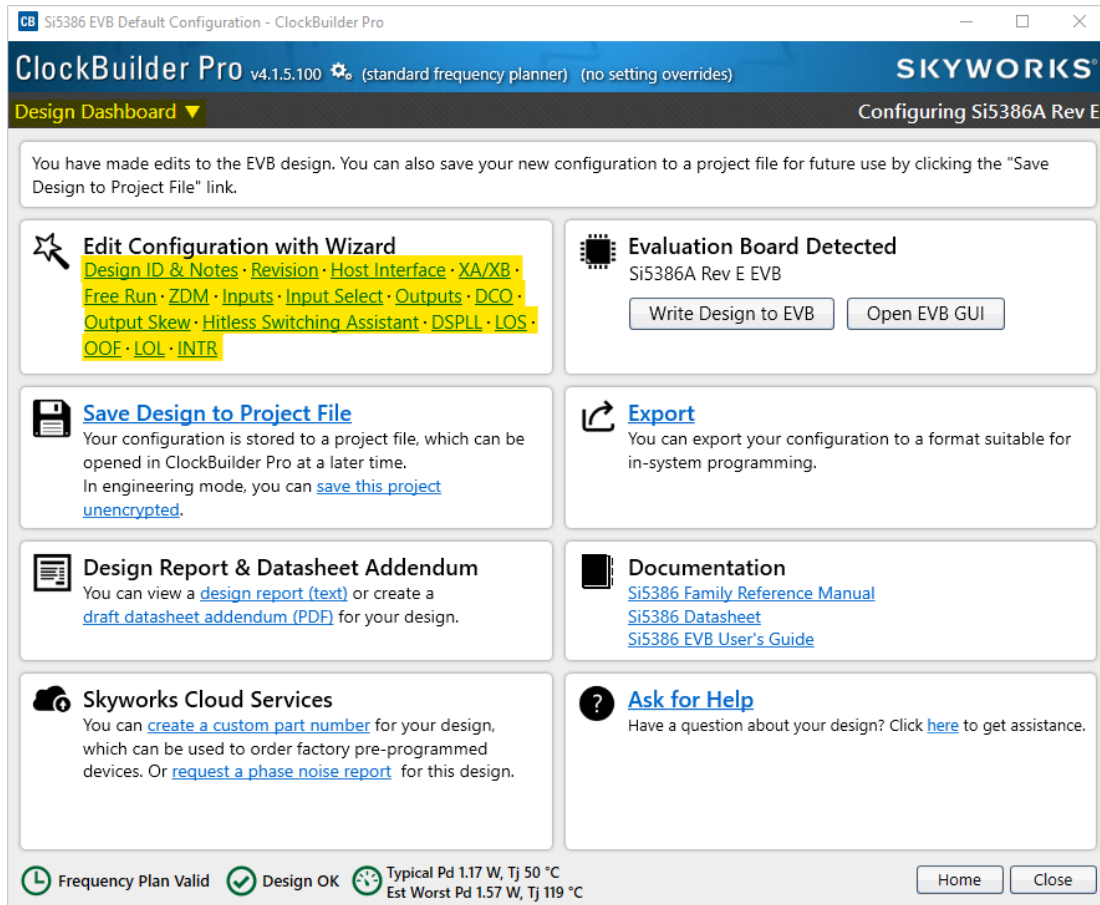 CB Si5386 EVB Default Configuration - ClockBuilder Pro
ClockBuilder Pro v4.1.5.100 (standard frequency planner) (no setting overrides)
SKYWORKS®
Design Dashboard ▼
Configuring Si5386A Rev E
You have made edits to the EVB design. You can also save your new configuration to a project file for future use by clicking the "Save
Design to Project File" link.
Edit Configuration with Wizard
Design ID & Notes · Revision · Host Interface · XA/XB ·
Free Run · ZDM · Inputs · Input Select · Outputs · DCO ·
Output Skew · Hitless Switching Assistant · DSPLL · LOS ·
OOF · LOL · INTR
Evaluation Board Detected
Si5386A Rev E EVB
Write Design to EVB
Open EVB GUI
Save Design to Project File
Your configuration is stored to a project file, which can be
opened in ClockBuilder Pro at a later time.
In engineering mode, you can save this project
unencrypted.
Export
You can export your configuration to a format suitable for
in-system programming.
Design Report & Datasheet Addendum
You can view a design report (text) or create a
draft datasheet addendum (PDF) for your design.
Documentation
Si5386 Family Reference Manual
Si5386 Datasheet
Si5386 EVB User's Guide
Skyworks Cloud Services
You can create a custom part number for your design,
which can be used to order factory pre-programmed
devices. Or request a phase noise report for this design.
Ask for Help
Have a question about your design? Click here to get assistance.
Frequency Plan Valid
Design OK
Typical Pd 1.17 W, Tj 50 °C
Est Worst Pd 1.57 W, Tj 119 °C
Home
Close